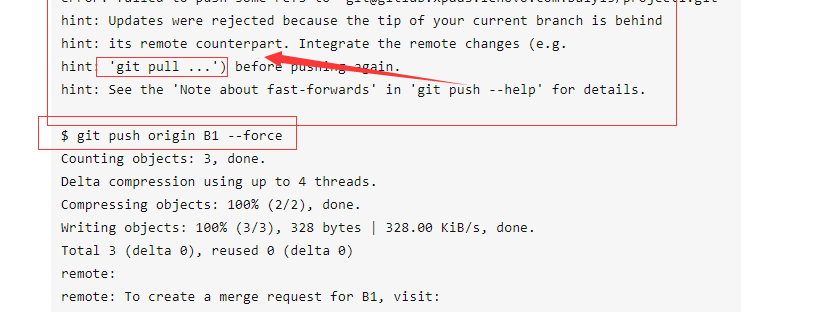 hint: Updates were rejected because the tip of your current branch is behind
hint: its remote counterpart. Integrate the remote changes (e.g.
hint: 'git pull ...') before pushing again.
hint: See the 'Note about fast-forwards' in 'git push --help' for details.
$ git push origin B1 --force
Counting objects: 3, done.
Delta compression using up to 4 threads.
Compressing objects: 100% (2/2), done.
Writing objects: 100% (3/3), 328 bytes | 328.00 KiB/s, done.
Total 3 (delta 0), reused 0 (delta 0)
remote:
remote: To create a merge request for B1, visit: